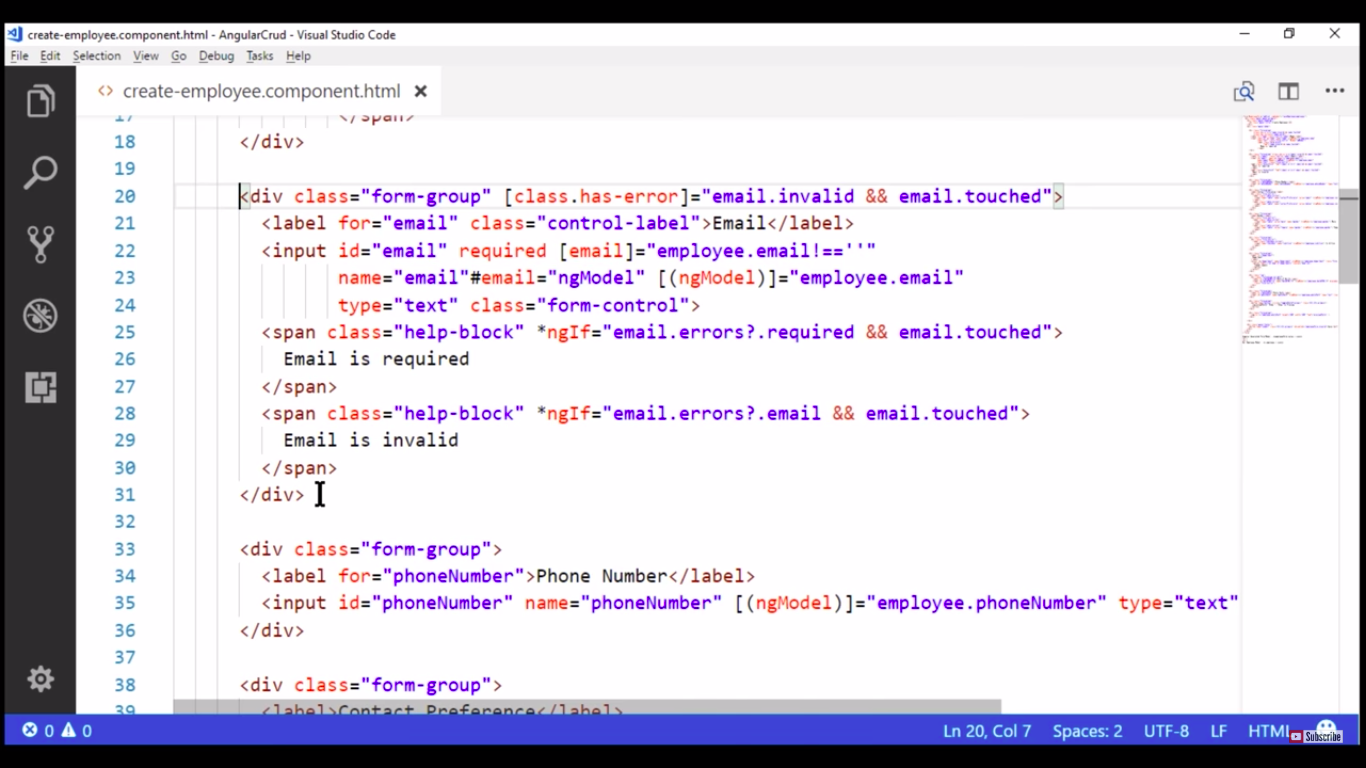 create-employee.component.html - AngularCrud - Visual Studio Code
File Edit Selection View Go Debug Tasks Help
<> create-employee.component.html
17 </span>
18 </div>
19
20 <div class="form-group" [class.has-error]="email.invalid && email.touched">
21 <label for="email" class="control-label">Email</label>
22 <input id="email" required [email]="employee.email!==''"
23 name="email"#email="ngModel" [(ngModel)]="employee.email"
24 type="text" class="form-control">
25 <span class="help-block" *ngIf="email.errors?.required && email.touched">
26 Email is required
27 </span>
28 <span class="help-block" *ngIf="email.errors?.email && email.touched">
29 Email is invalid
30 </span>
31 </div>
32
33 <div class="form-group">
34 <label for="phoneNumber">Phone Number</label>
35 <input id="phoneNumber" name="phoneNumber" [(ngModel)]="employee.phoneNumber" type="text"
36 </div>
37
38 <div class="form-group">
39 <label>Contact Preference</label>
0 0 Ln 20, Col 7 Spaces: 2 UTF-8 LF HTML
Subscribe